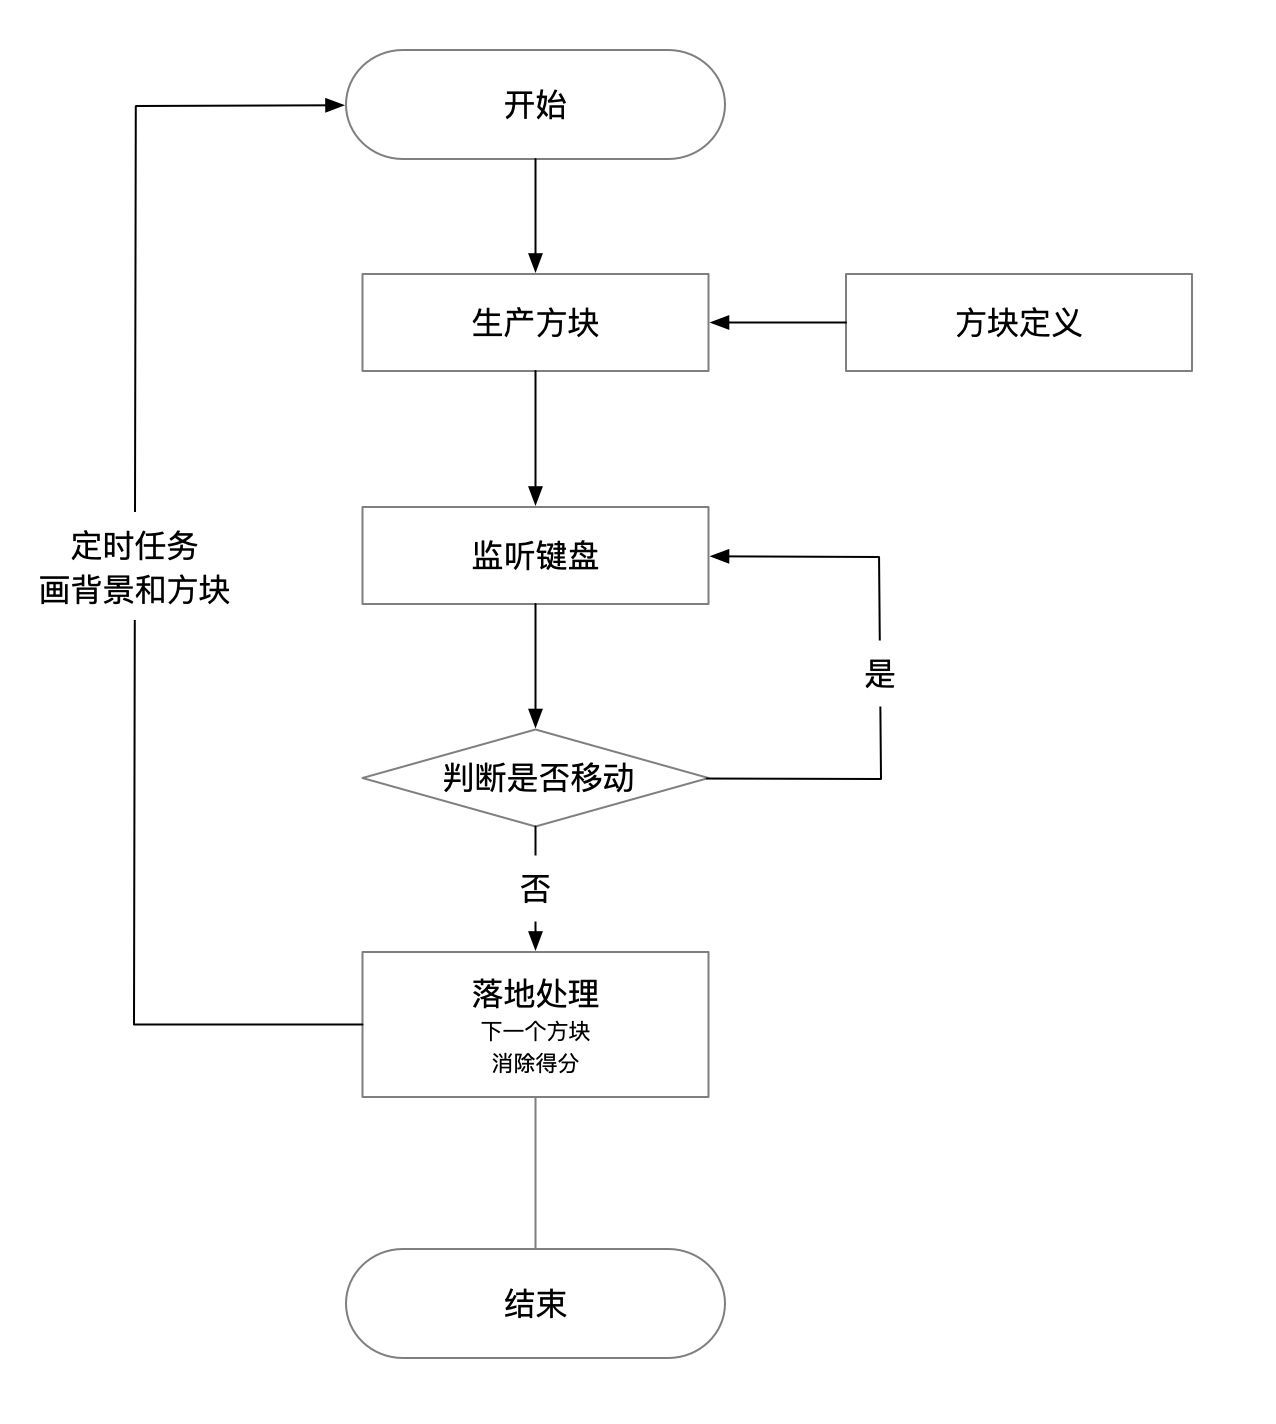 开始
生产方块
方块定义
监听键盘
定时任务
画背景和方块
是
判断是否移动
否
落地处理
下一个方块
消除得分
结束